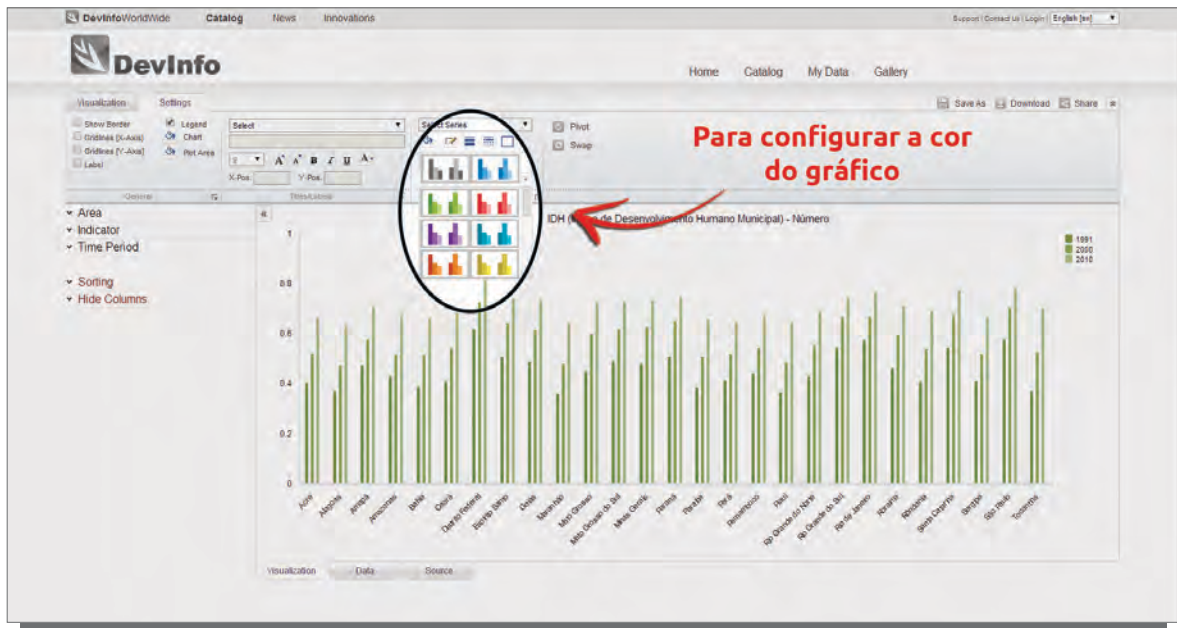 DevInfoWorldWide Catalog News Innovations
Support | Contact Us | Login | English [en]
DevInfo
Home Catalog My Data Gallery
Visualization Settings
Save As Download Share
Show Border Legend
Gridlines [X-Axis] Chart
Gridlines [Y-Axis] Plot Area
Label
Select
A A B I U A
X-Pos. Y-Pos.
Select Series
Pivot
Swap
General
Para configurar a cor
do gráfico
Area
Indicator
Time Period
Sorting
Hide Columns
IDH de Desenvolvimento Humano Municipal) - Número
1991
2000
2010
1
0.8
0.6
0.4
0.2
0
Acre
Alagoas
Amapá
Amazonas
Bahia
Ceará
Distrito Federal
Espírito Santo
Goiás
Maranhão
Mato Grosso
Mato Grosso do Sul
Minas Gerais
Paraná
Paraíba
Pará
Pernambuco
Piauí
Rio Grande do Norte
Rio Grande do Sul
Rio de Janeiro
Roraima
Rondônia
Santa Catarina
Sergipe
São Paulo
Tocantins
Visualization Data Source